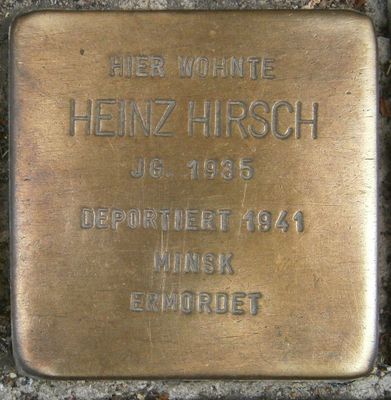 HIER WOHNTE
HEINZ HIRSCH
JG. 1935
DEPORTIERT 1941
MINSK
ERMORDET